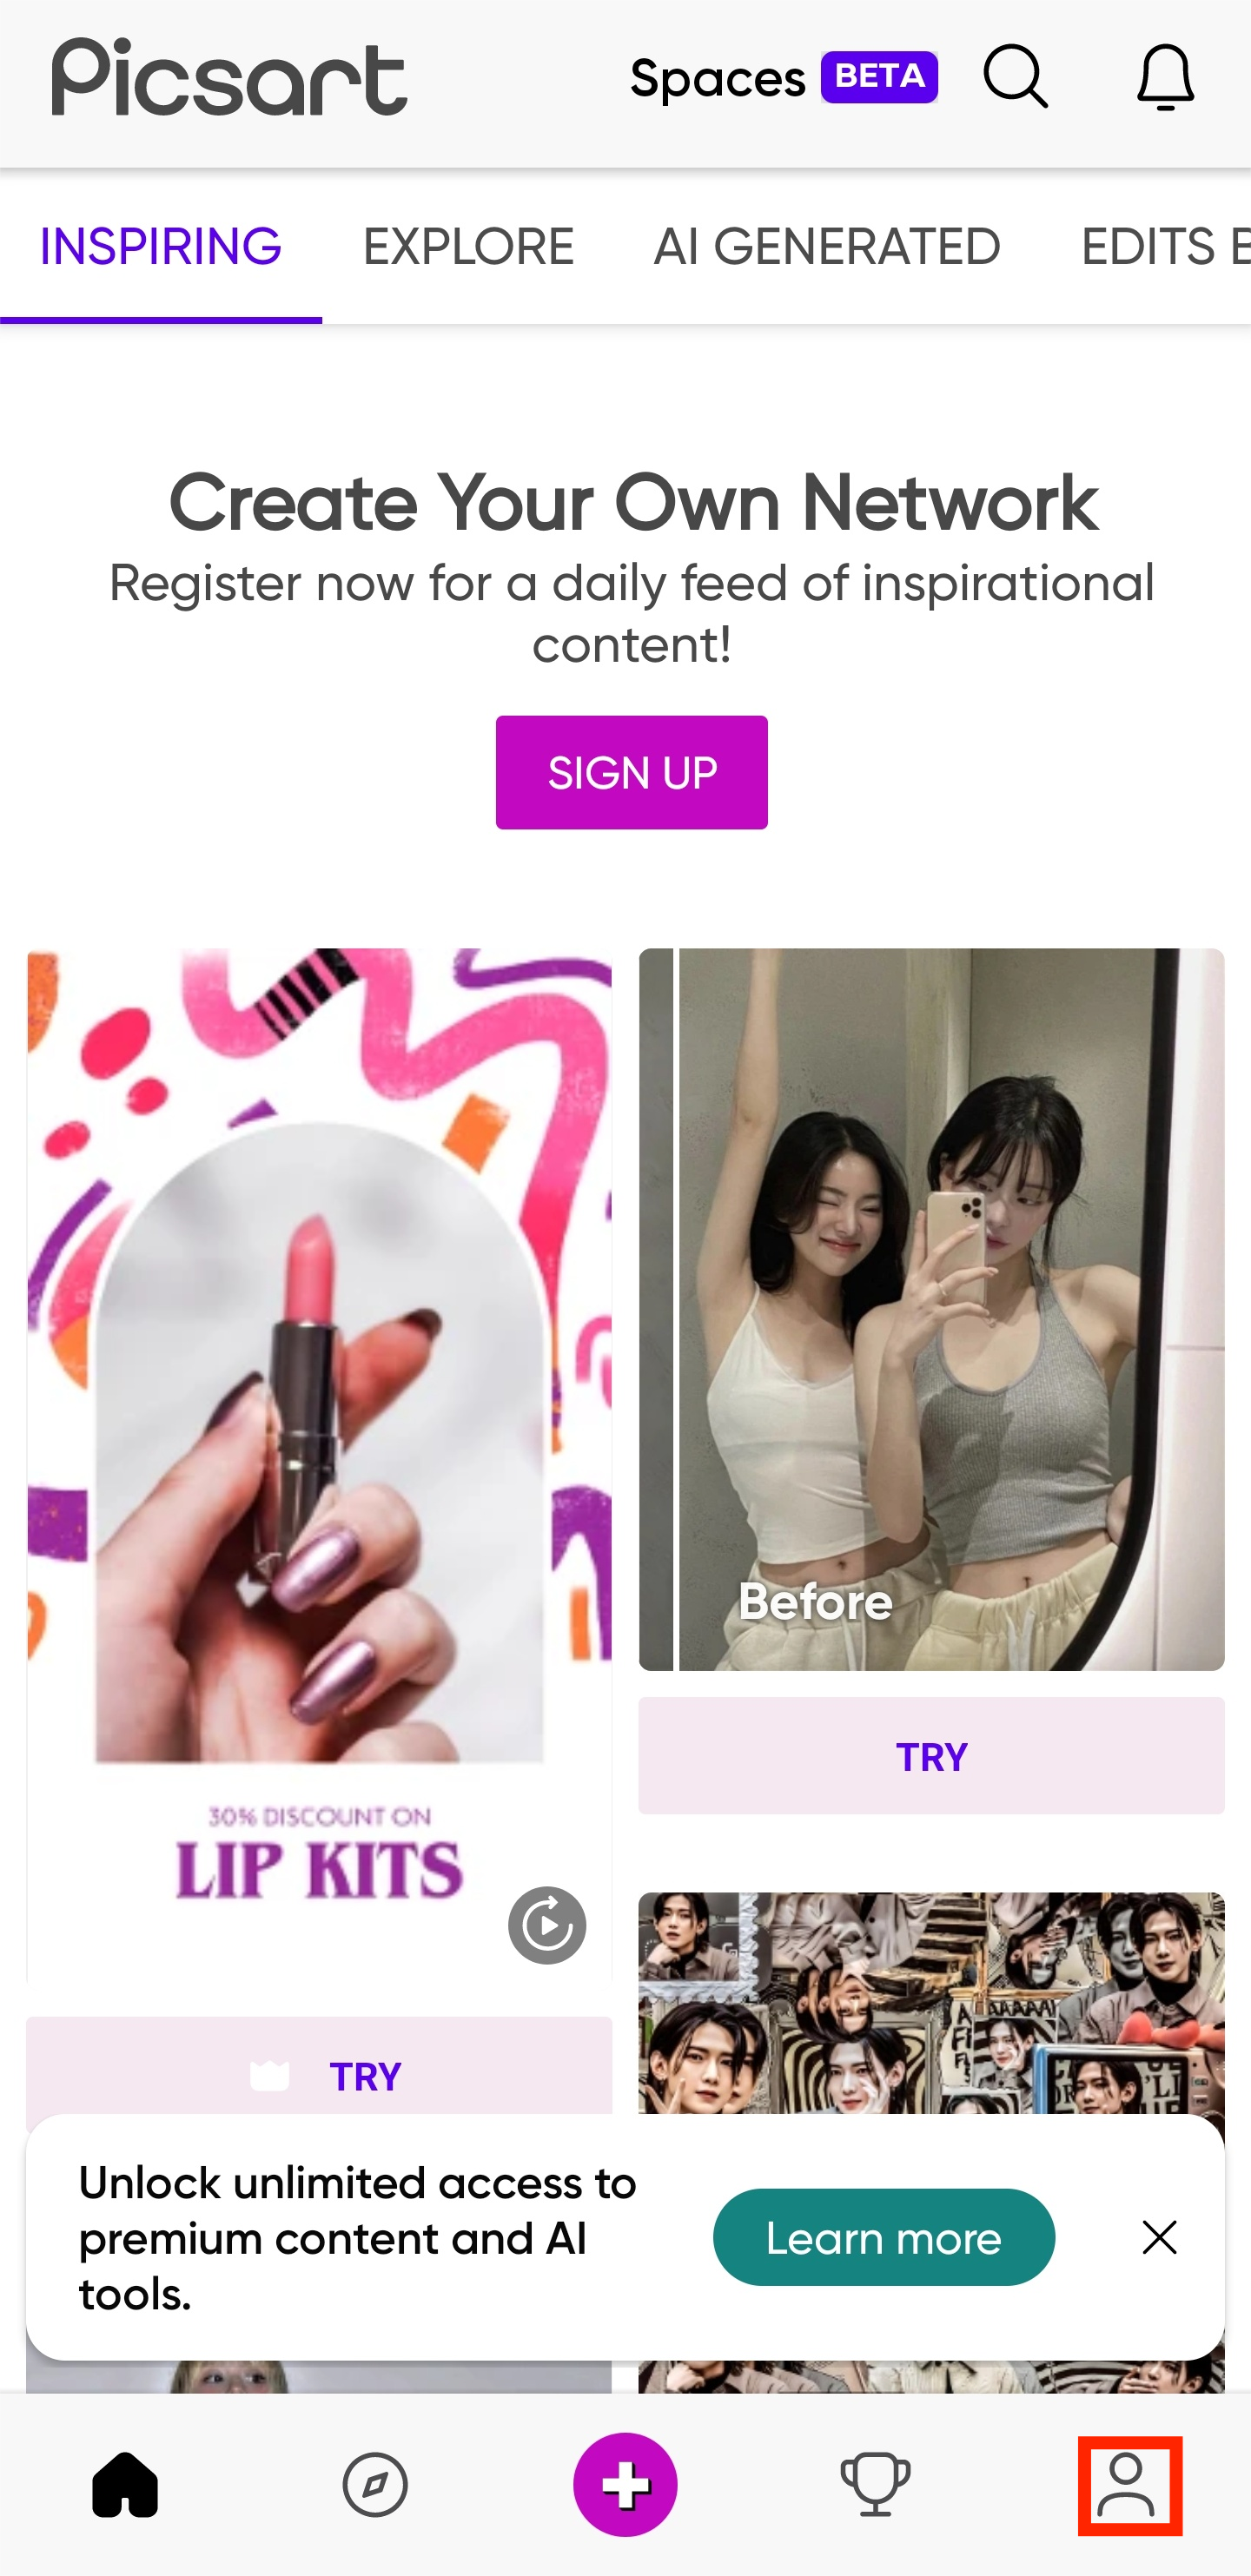 Picsart
Spaces BETA
INSPIRING EXPLORE AI GENERATED EDITS
Create Your Own Network
Register now for a daily feed of inspirational
content!
SIGN UP
30% DISCOUNT ON
LIP KITS
Before
TRY
TRY
Unlock unlimited access to
premium content and AI
tools.
Learn more